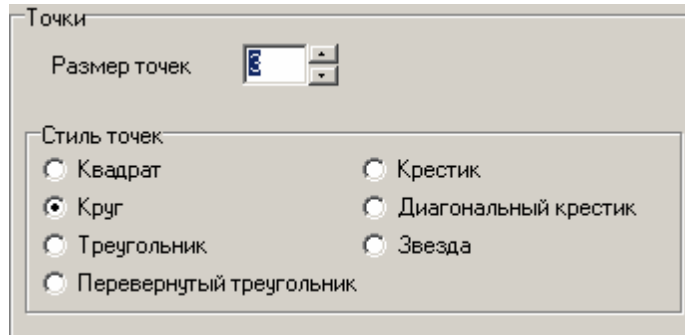 Точки
Размер точек 3
Стиль точек
Квадрат
Крестик
Круг
Диагональный крестик
Треугольник
Звезда
Перевернутый треугольник